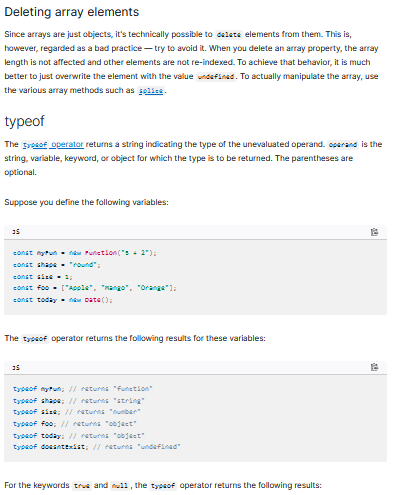 Deleting array elements
Since arrays are just objects, it's technically possible to delete elements from them. This is,
however, regarded as a bad practice — try to avoid it. When you delete an array property, the array
length is not affected and other elements are not re-indexed. To achieve that behavior, it is much
better to just overwrite the element with the value undefined. To actually manipulate the array, use
the various array methods such as splice.
typeof
The typeof operator returns a string indicating the type of the unevaluated operand. operand is the
string, variable, keyword, or object for which the type is to be returned. The parentheses are
optional.
Suppose you define the following variables:
JS
const myFun = new Function("5 + 2");
const shape = "round";
const size = 1;
const foo = ["Apple", "Mango", "Orange"];
const today = new Date();
The typeof operator returns the following results for these variables:
JS
typeof myFun; // returns "function"
typeof shape; // returns "string"
typeof size; // returns "number"
typeof foo; // returns "object"
typeof today; // returns "object"
typeof doesntExist; // returns "undefined"
For the keywords true and null, the typeof operator returns the following results: